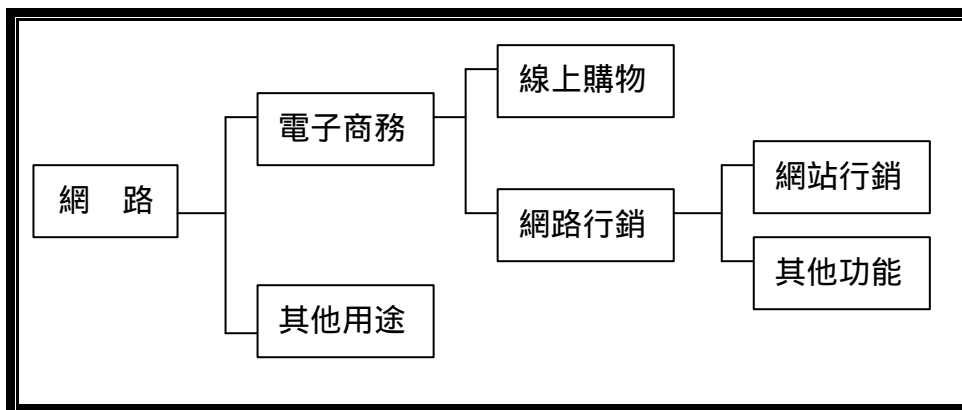 線上購物
電子商務
網站行銷
網　路
網路行銷
其他功能
其他用途